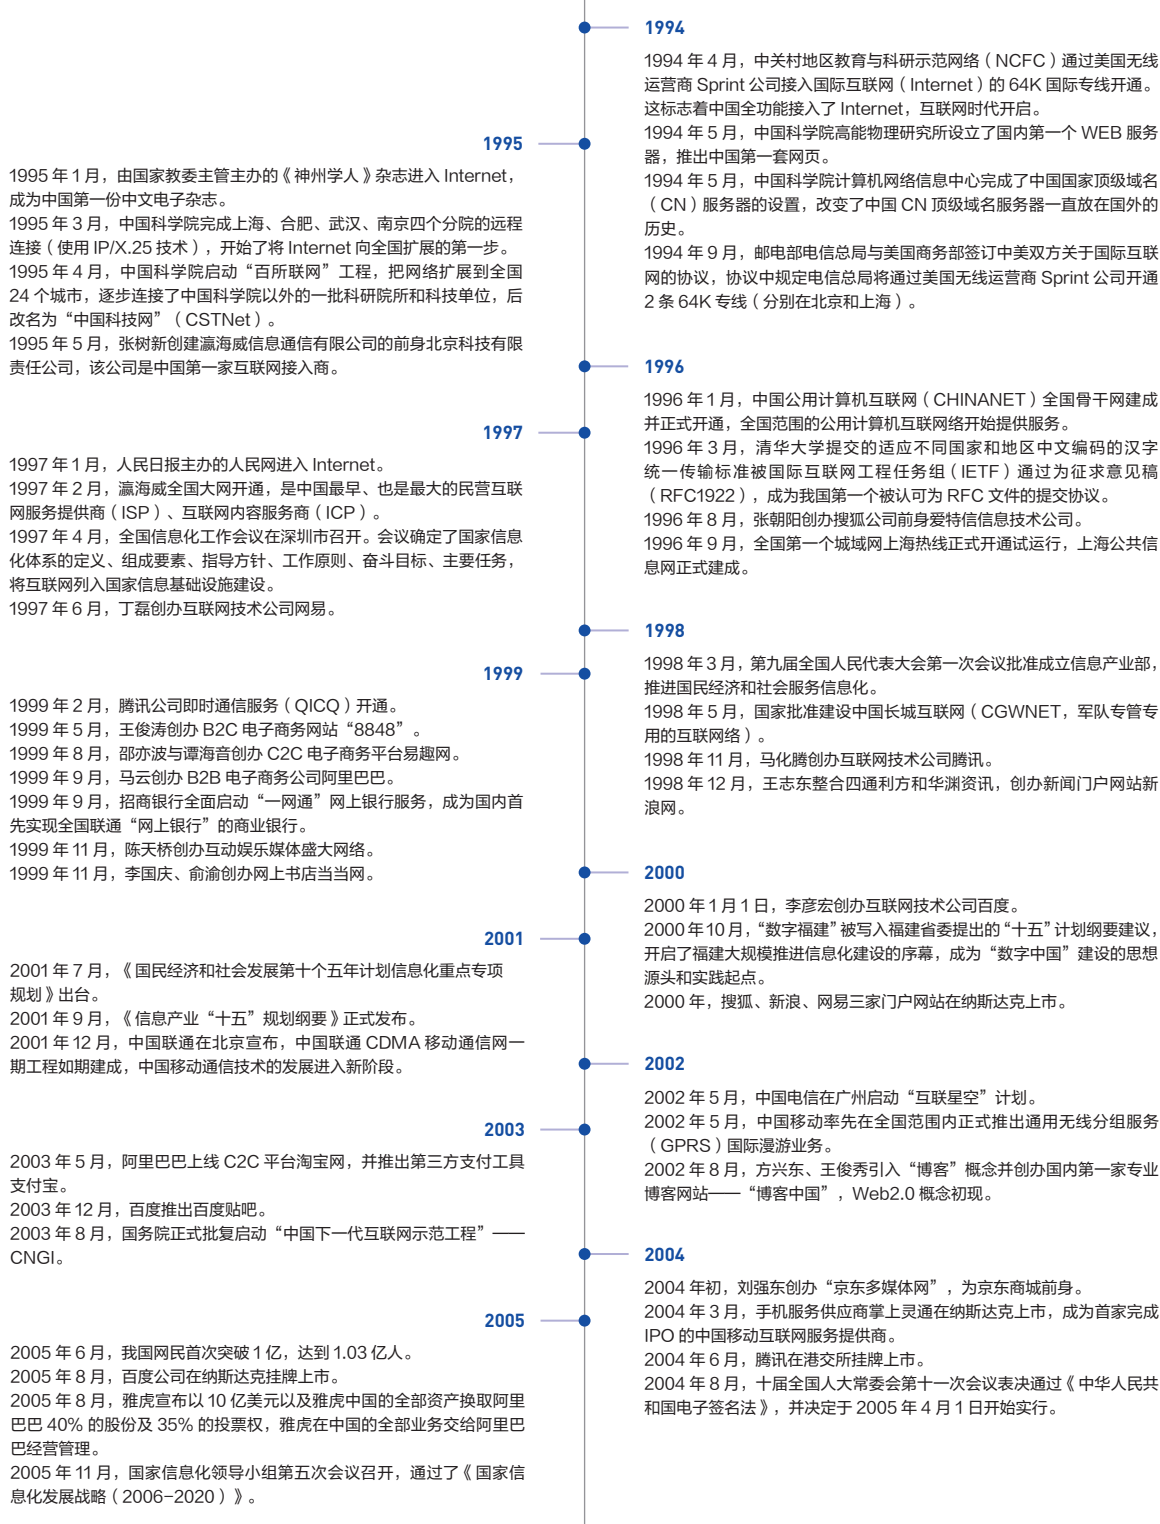 1994
1994 年 4 月，中关村地区教育与科研示范网络（NCFC）通过美国无线
运营商 Sprint 公司接入国际互联网（Internet）的 64K 国际专线开通。
这标志着中国全功能接入了 Internet，互联网时代开启。
1994 年 5 月，中国科学院高能物理研究所设立了国内第一个 WEB 服务
器，推出中国第一套网页。
1994 年 5 月，中国科学院计算机网络信息中心完成了中国国家顶级域名
（CN）服务器的设置，改变了中国 CN 顶级域名服务器一直放在国外的
历史。
1994 年 9 月，邮电部电信总局与美国商务部签订中美双方关于国际互联
网的协议，协议中规定电信总局将通过美国无线运营商 Sprint 公司开通
2 条 64K 专线（分别在北京和上海）。
1995
1995 年 1 月，由国家教委主管主办的《神州学人》杂志进入 Internet，
成为中国第一份中文电子杂志。
1995 年 3 月，中国科学院完成上海、合肥、武汉、南京四个分院的远程
连接（使用 IP/X.25 技术），开始了将 Internet 向全国扩展的第一步。
1995 年 4 月，中国科学院启动“百所联网”工程，把网络扩展到全国
24 个城市，逐步连接了中国科学院以外的一批科研院所和科技单位，后
改名为“中国科技网”（CSTNet）。
1995 年 5 月，张树新创建瀛海威信息通信有限公司的前身北京科技有限
责任公司，该公司是中国第一家互联网接入商。
1996
1996 年 1 月，中国公用计算机互联网（CHINANET）全国骨干网建成
并正式开通，全国范围的公用计算机互联网络开始提供服务。
1996 年 3 月，清华大学提交的适应不同国家和地区中文编码的汉字
统一传输标准被国际互联网工程任务组（IETF）通过为征求意见稿
（RFC1922），成为我国第一个被认可为 RFC 文件的提交协议。
1996 年 8 月，张朝阳创办搜狐公司前身爱特信信息技术公司。
1996 年 9 月，全国第一个城域网上海热线正式开通试运行，上海公共信
息网正式建成。
1997
1997 年 1 月，人民日报主办的人民网进入 Internet。
1997 年 2 月，瀛海威全国大网开通，是中国最早、也是最大的民营互联
网服务提供商（ISP）、互联网内容服务商（ICP）。
1997 年 4 月，全国信息化工作会议在深圳市召开。会议确定了国家信息
化体系的定义、组成要素、指导方针、工作原则、奋斗目标、主要任务，
将互联网列入国家信息基础设施建设。
1997 年 6 月，丁磊创办互联网技术公司网易。
1998
1998 年 3 月，第九届全国人民代表大会第一次会议批准成立信息产业部，
推进国民经济和社会服务信息化。
1998 年 5 月，国家批准建设中国长城互联网（CGWNET，军队专管专
用的互联网络）。
1998 年 11 月，马化腾创办互联网技术公司腾讯。
1998 年 12 月，王志东整合四通利方和华渊资讯，创办新闻门户网站新
浪网。
1999
1999 年 2 月，腾讯公司即时通信服务（QICQ）开通。
1999 年 5 月，王俊涛创办 B2C 电子商务网站“8848”。
1999 年 8 月，邵亦波与谭海音创办 C2C 电子商务平台易趣网。
1999 年 9 月，马云创办 B2B 电子商务公司阿里巴巴。
1999 年 9 月，招商银行全面启动“一网通”网上银行服务，成为国内首
先实现全国联通“网上银行”的商业银行。
1999 年 11 月，陈天桥创办互动娱乐媒体盛大网络。
1999 年 11 月，李国庆、俞渝创办网上书店当当网。
2000
2000 年 1 月 1 日，李彦宏创办互联网技术公司百度。
2000 年 10 月，“数字福建”被写入福建省委提出的“十五”计划纲要建议，
开启了福建大规模推进信息化建设的序幕，成为“数字中国”建设的思想
源头和实践起点。
2000 年，搜狐、新浪、网易三家门户网站在纳斯达克上市。
2001
2001 年 7 月，《国民经济和社会发展第十个五年计划信息化重点专项
规划》出台。
2001 年 9 月，《信息产业“十五”规划纲要》正式发布。
2001 年 12 月，中国联通在北京宣布，中国联通 CDMA 移动通信网一
期工程如期建成，中国移动通信技术的发展进入新阶段。
2002
2002 年 5 月，中国电信在广州启动“互联星空”计划。
2002 年 5 月，中国移动率先在全国范围内正式推出通用无线分组服务
（GPRS）国际漫游业务。
2002 年 8 月，方兴东、王俊秀引入“博客”概念并创办国内第一家专业
博客网站——“博客中国”，Web2.0 概念初现。
2003
2003 年 5 月，阿里巴巴上线 C2C 平台淘宝网，并推出第三方支付工具
支付宝。
2003 年 12 月，百度推出百度贴吧。
2003 年 8 月，国务院正式批复启动“中国下一代互联网示范工程”——
CNGI。
2004
2004 年初，刘强东创办“京东多媒体网”，为京东商城前身。
2004 年 3 月，手机服务供应商掌上灵通在纳斯达克上市，成为首家完成
IPO 的中国移动互联网服务提供商。
2004 年 6 月，腾讯在港交所挂牌上市。
2004 年 8 月，十届全国人大常委会第十一次会议表决通过《中华人民共
和国电子签名法》，并决定于 2005 年 4 月 1 日开始实行。
2005
2005 年 6 月，我国网民首次突破 1 亿，达到 1.03 亿人。
2005 年 8 月，百度公司在纳斯达克挂牌上市。
2005 年 8 月，雅虎宣布以 10 亿美元以及雅虎中国的全部资产换取阿里
巴巴 40% 的股份及 35% 的投票权，雅虎在中国的全部业务交给阿里巴
巴经营管理。
2005 年 11 月，国家信息化领导小组第五次会议召开，通过了《国家信
息化发展战略（2006-2020）》。